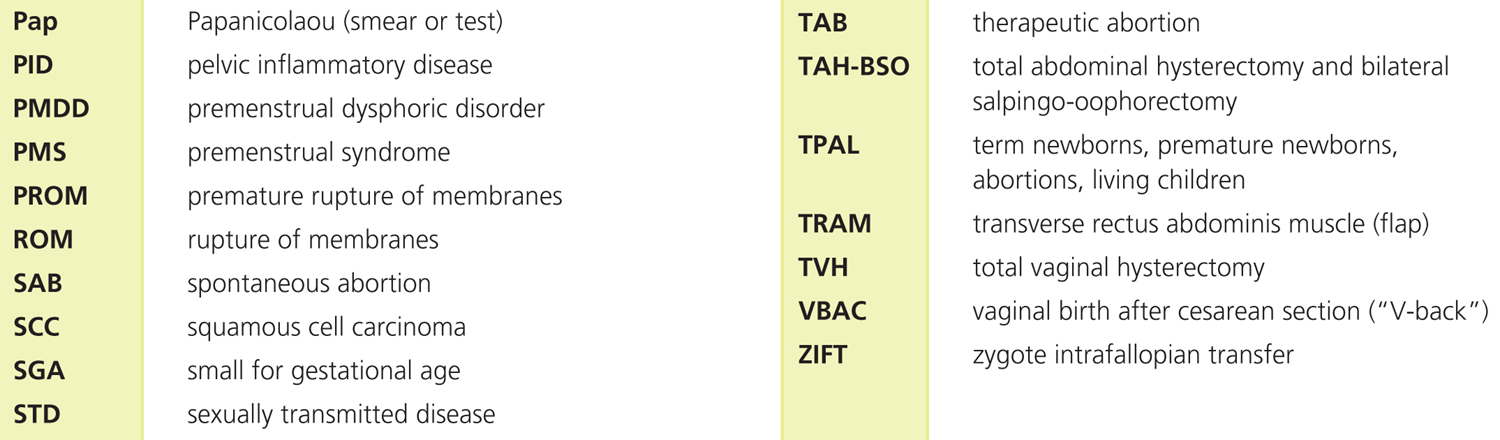 Pap Papanicolaou (smear or test)
PID pelvic inflammatory disease
PMDD premenstrual dysphoric disorder
PMS premenstrual syndrome
PROM premature rupture of membranes
ROM rupture of membranes
SAB spontaneous abortion
SCC squamous cell carcinoma
SGA small for gestational age
STD sexually transmitted disease
TAB therapeutic abortion
TAH-BSO total abdominal hysterectomy and bilateral
salpingo-oophorectomy
TPAL term newborns, premature newborns,
abortions, living children
TRAM transverse rectus abdominis muscle (flap)
TVH total vaginal hysterectomy
VBAC vaginal birth after cesarean section (“V-back”)
ZIFT zygote intrafallopian transfer